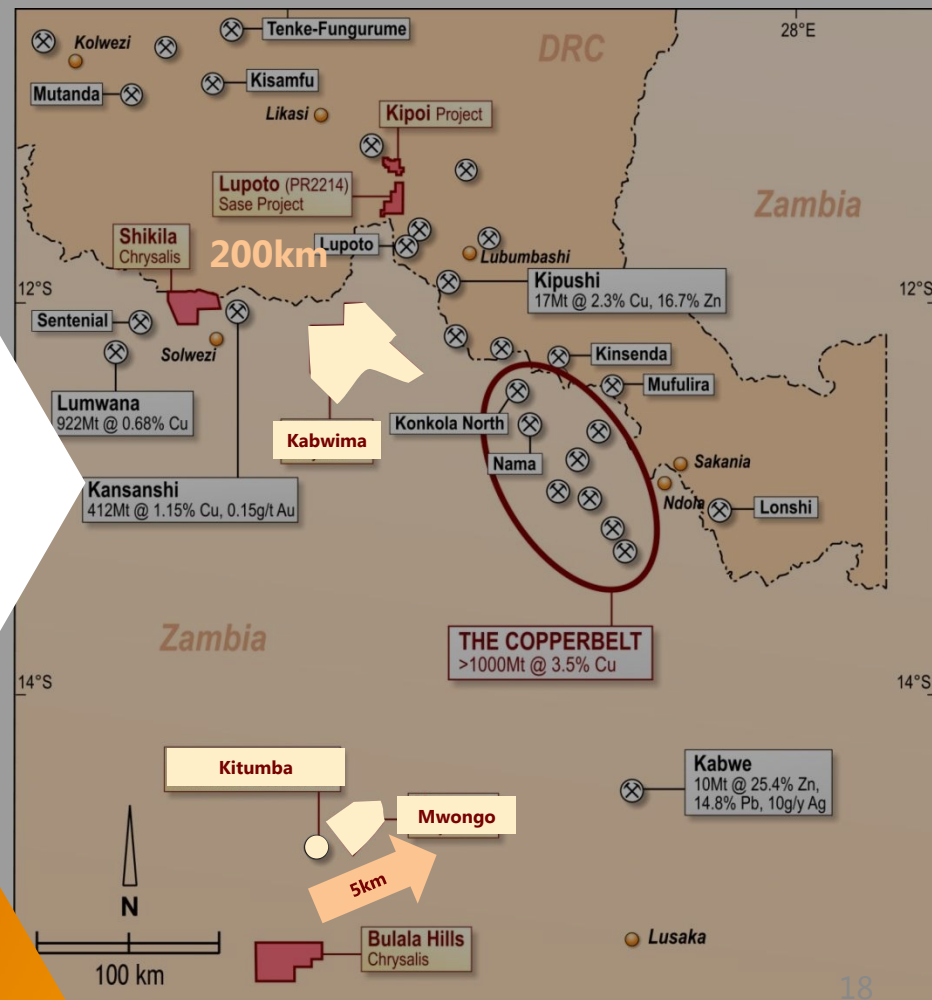 Tenke-Fungurume
28°E
Kolwezi
DRC
Kisamfu
Mutanda
Likasi
Kipoi Project
Lupoto (PR2214)
Sase Project
Zambia
Shikila
Chrysalis
200km
Lupoto
Lubumbashi
Kipushi
17Mt @ 2.3% Cu, 16.7% Zn
12°S
12°S
Sentenial
Solwezi
Kinsenda
Mufulira
Lumwana
922Mt @ 0.68% Cu
Konkola North
Kabwima
Nama
Sakania
Kansanshi
412Mt @ 1.15% Cu, 0.15g/t Au
Ndola
Lonshi
Zambia
THE COPPERBELT
>1000Mt @ 3.5% Cu
14°S
14°S
Kitumba
Kabwe
10Mt @ 25.4% Zn,
14.8% Pb, 10g/y Ag
Mwongo
5km
N
Bulala Hills
Chrysalis
Lusaka
100 km
18